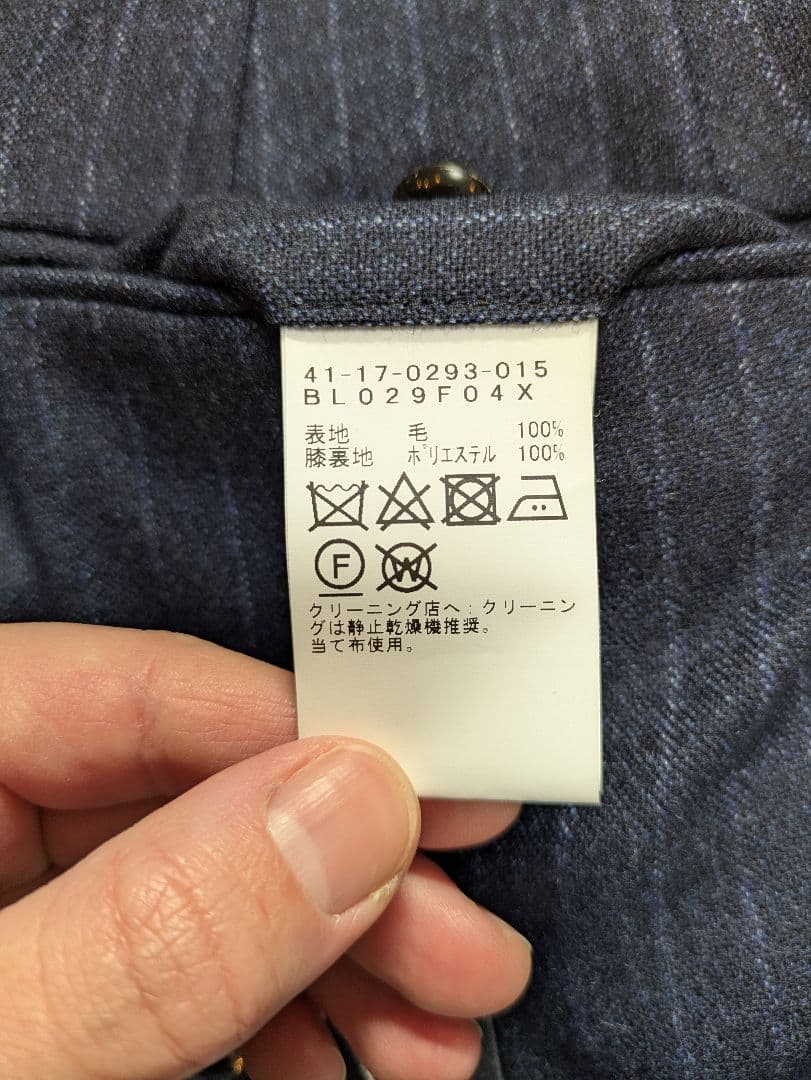 41-17-0293-015
BL029F04X
表地 毛 100%
膝裏地 ポリエステル 100%
F W
クリーニング店へ:クリーニン
グは静止乾燥機推奨。
当て布使用。